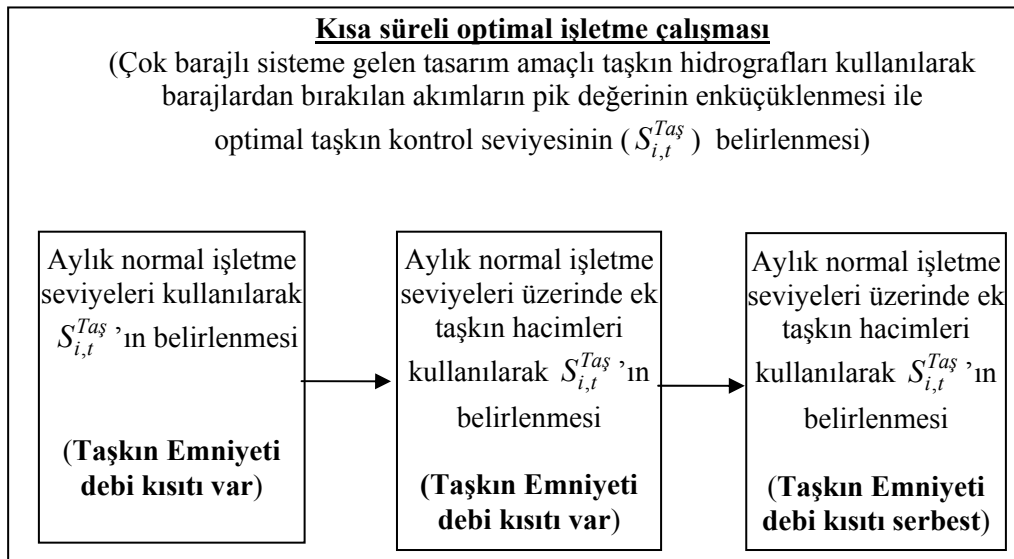 Kısa süreli optimal işletme çalışması
(Çok barajlı sisteme gelen tasarım amaçlı taşkın hidrografları kullanılarak
barajlardan bırakılan akımların pik değerinin enküçüklenmesi ile
optimal taşkın kontrol seviyesinin ( $S_{i,t}^{Taş}$ ) belirlenmesi)
Aylık normal işletme
seviyeleri kullanılarak
$S_{i,t}^{Taş}$ ’ın belirlenmesi
(Taşkın Emniyeti
debi kısıtı var)
Aylık normal işletme
seviyeleri üzerinde ek
taşkın hacimleri
kullanılarak $S_{i,t}^{Taş}$ ’ın
belirlenmesi
(Taşkın Emniyeti
debi kısıtı var)
Aylık normal işletme
seviyeleri üzerinde ek
taşkın hacimleri
kullanılarak $S_{i,t}^{Taş}$ ’ın
belirlenmesi
(Taşkın Emniyeti
debi kısıtı serbest)